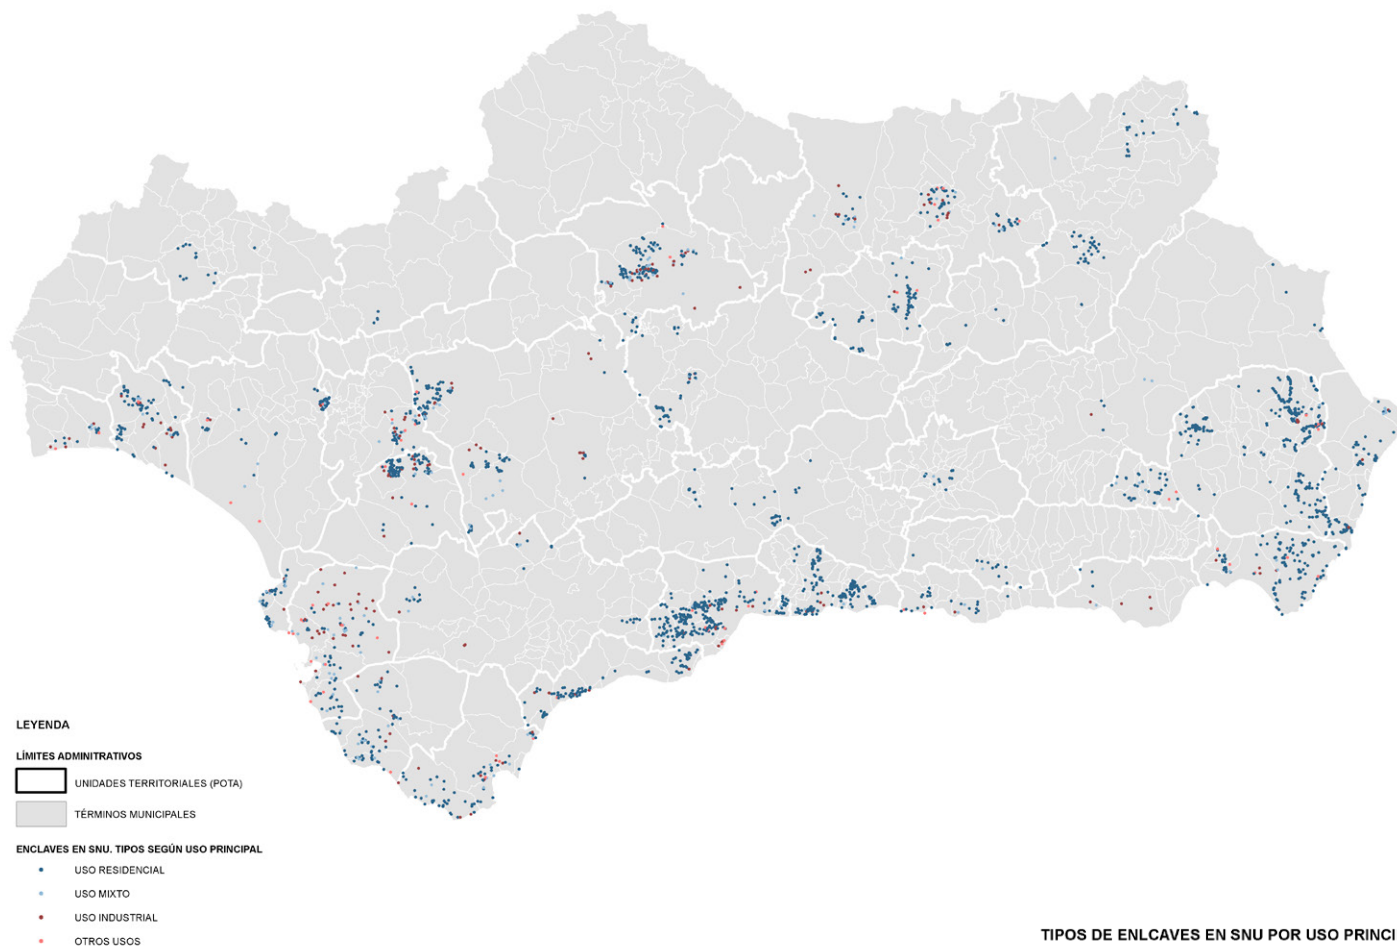 LEYENDA
LÍMITES ADMINITRATIVOS
UNIDADES TERRITORIALES (POTA)
TÉRMINOS MUNICIPALES
ENCLAVES EN SNU. TIPOS SEGÚN USO PRINCIPAL
USO RESIDENCIAL
USO MIXTO
USO INDUSTRIAL
OTROS USOS
TIPOS DE ENLCAVES EN SNU POR USO PRINCI